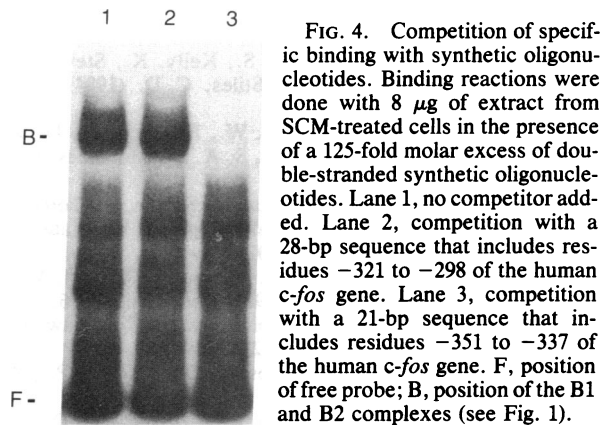 1 2 3
B-
F-
FIG. 4. Competition of specif-
ic binding with synthetic oligonu-
cleotides. Binding reactions were
done with 8 μg of extract from
SCM-treated cells in the presence
of a 125-fold molar excess of dou-
ble-stranded synthetic oligonucle-
otides. Lane 1, no competitor add-
ed. Lane 2, competition with a
28-bp sequence that includes res-
idues −321 to −298 of the human
c-fos gene. Lane 3, competition
with a 21-bp sequence that in-
cludes residues −351 to −337 of
the human c-fos gene. F, position
of free probe; B, position of the B1
and B2 complexes (see Fig. 1).